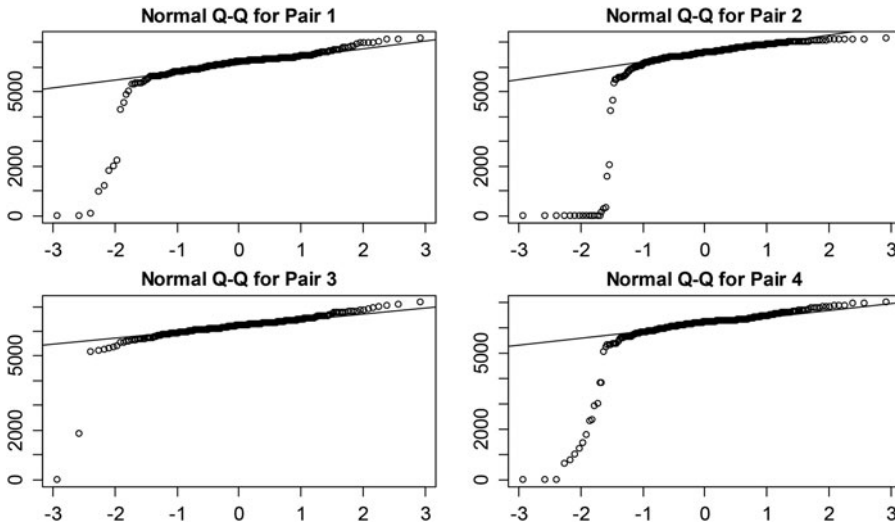 Normal Q-Q for Pair 1
Normal Q-Q for Pair 2
5000
2000
0
-3 -2 -1 0 1 2 3
5000
2000
0
-3 -2 -1 0 1 2 3
Normal Q-Q for Pair 3
Normal Q-Q for Pair 4
5000
2000
0
-3 -2 -1 0 1 2 3
5000
2000
0
-3 -2 -1 0 1 2 3